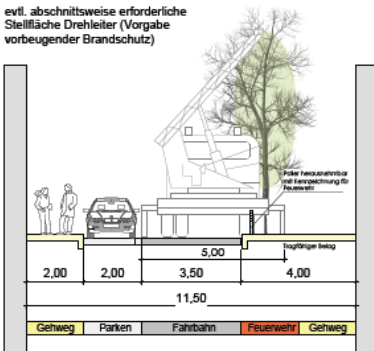 evtl. abschnittsweise erforderliche
Stellfläche Drehleiter (Vorgabe
vorbeugender Brandschutz)
Poller herausnehmbar
mit Kennzeichnung für
Feuerwehr
Tragfähiger Belag
5,00
2,00 2,00 3,50 4,00
11,50
Gehweg Parken Fahrbahn Feuerwehr Gehweg